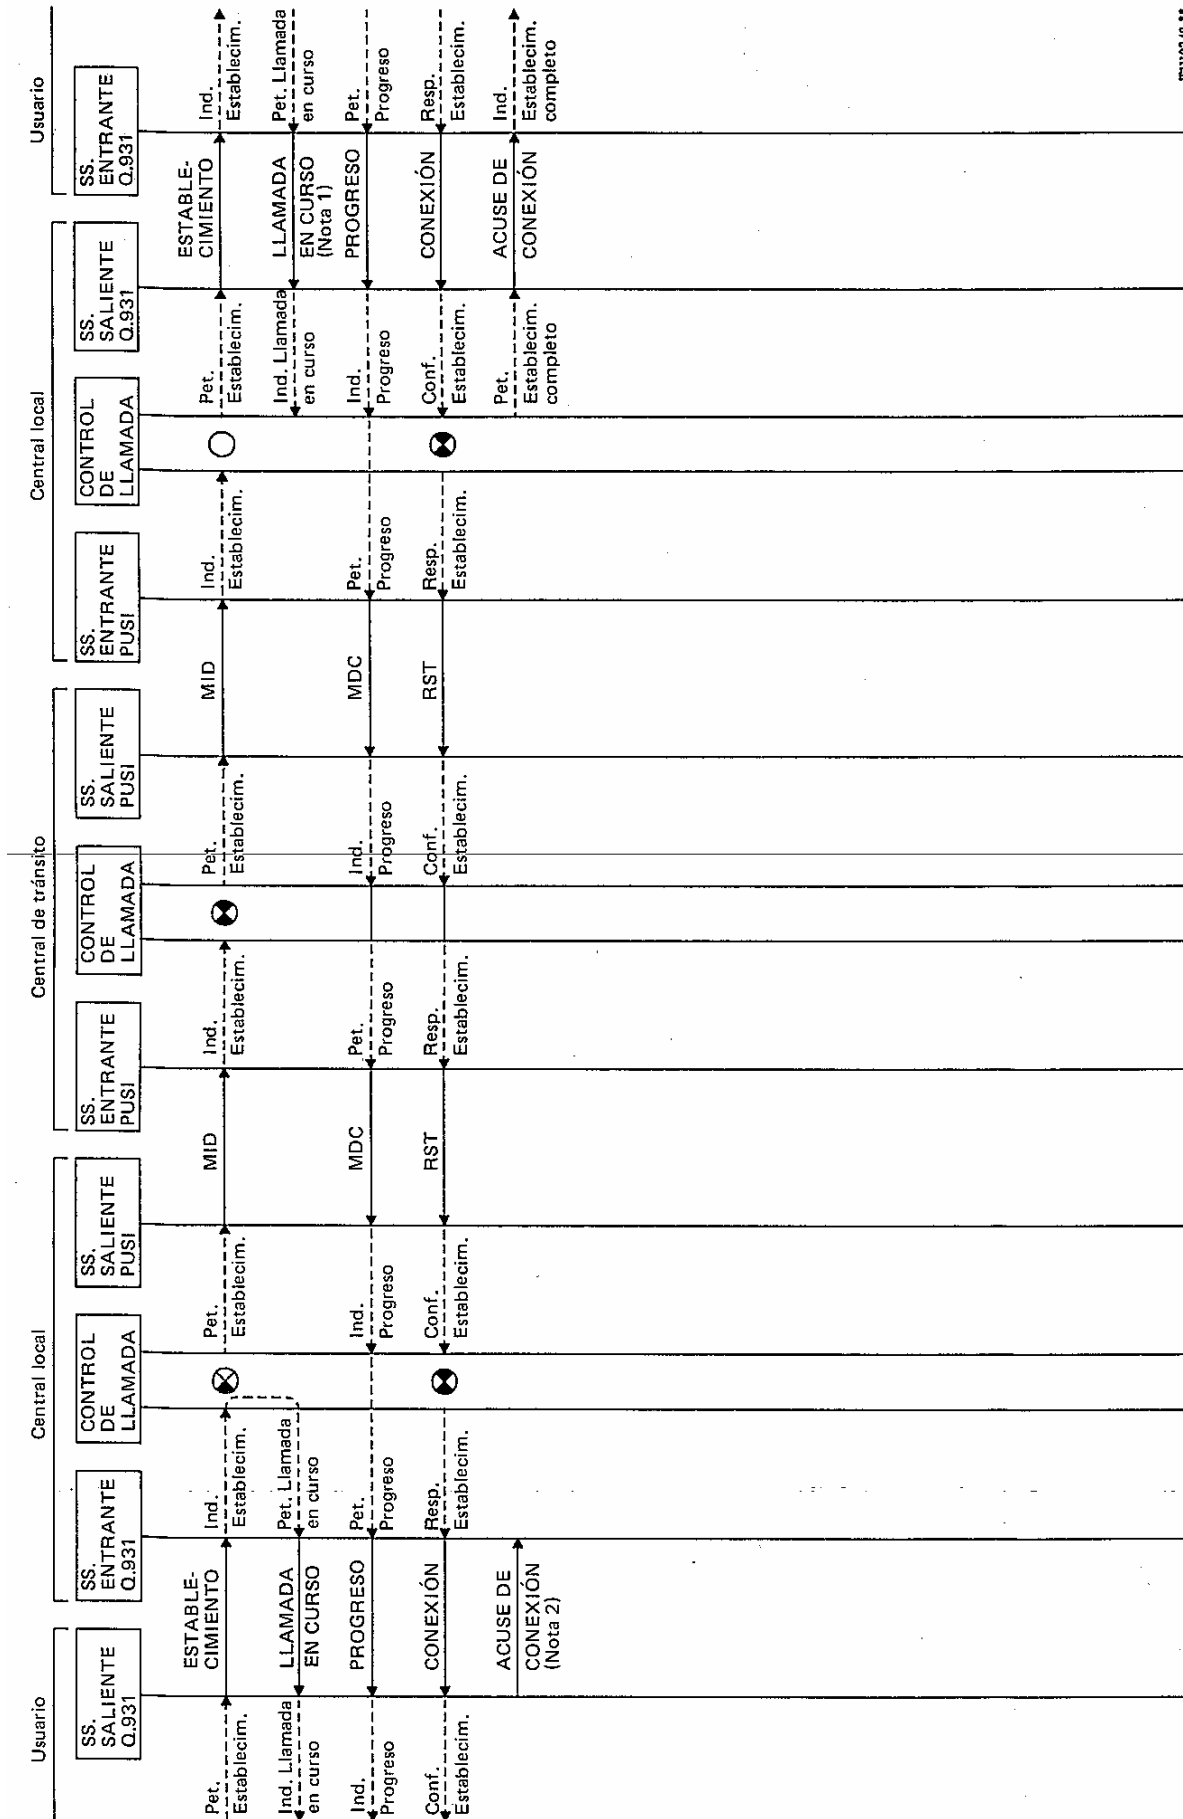 Usuario
Central local
Central de tránsito
Central local
Usuario
SS.
SALIENTE
Q.931
SS.
ENTRANTE
Q.931
CONTROL
DE
LLAMADA
SS.
SALIENTE
PUSI
SS.
ENTRANTE
PUSI
CONTROL
DE
LLAMADA
SS.
SALIENTE
PUSI
SS.
ENTRANTE
PUSI
CONTROL
DE
LLAMADA
SS.
SALIENTE
Q.931
SS.
ENTRANTE
Q.931
Pet.
Establecim.
ESTABLE-
CIMIENTO
Ind.
Establecim.
Pet.
Establecim.
MID
Ind.
Establecim.
Pet.
Establecim.
MID
Ind.
Establecim.
Pet.
Establecim.
ESTABLE-
CIMIENTO
Ind.
Establecim.
Ind. Llamada
en curso
LLAMADA
EN CURSO
Pet. Llamada
en curso
Ind. Llamada
en curso
LLAMADA
EN CURSO
(Nota 1)
Pet. Llamada
en curso
Ind.
Progreso
PROGRESO
Pet.
Progreso
Ind.
Progreso
MDC
Pet.
Progreso
Ind.
Progreso
MDC
Pet.
Progreso
Ind.
Progreso
PROGRESO
Pet.
Progreso
Conf.
Establecim.
CONEXIÓN
Resp.
Establecim.
Conf.
Establecim.
RST
Resp.
Establecim.
Conf.
Establecim.
RST
Resp.
Establecim.
Conf.
Establecim.
CONEXIÓN
Resp.
Establecim.
ACUSE DE
CONEXIÓN
(Nota 2)
Pet.
Establecim.
completo
ACUSE DE
CONEXIÓN
Ind.
Establecim.
completo